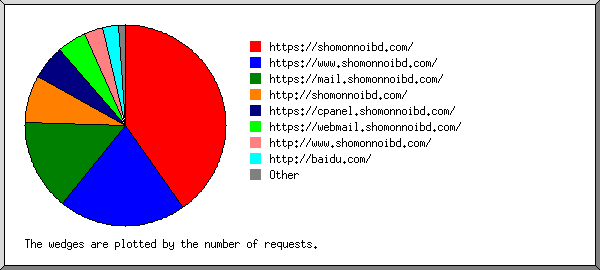 https://shomonnoibd.com/
https://www.shomonnoibd.com/
https://mail.shomonnoibd.com/
http://shomonnoibd.com/
https://cpanel.shomonnoibd.com/
https://webmail.shomonnoibd.com/
http://www.shomonnoibd.com/
http://baidu.com/
Other
The wedges are plotted by the number of requests.